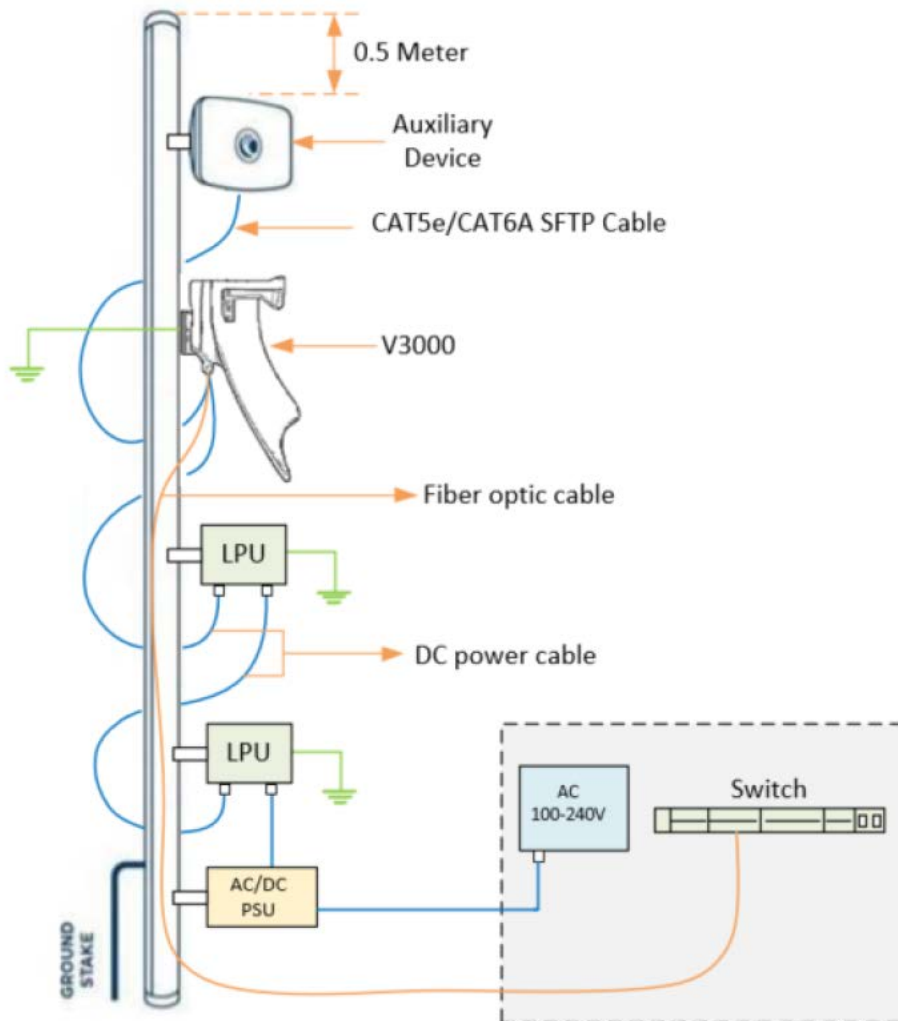 0.5 Meter
Auxiliary
Device
CAT5e/CAT6A SFTP Cable
V3000
Fiber optic cable
LPU
DC power cable
LPU
AC
100-240V
Switch
AC/DC
PSU
GROUND
STAKE